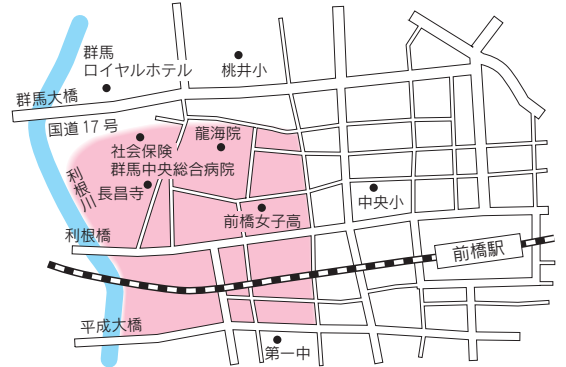 群馬
ロイヤルホテル
桃井小
群馬大橋
国道17号
龍海院
社会保険
群馬中央総合病院
利根川
長昌寺
中央小
前橋女子高
利根橋
前橋駅
平成大橋
第一中